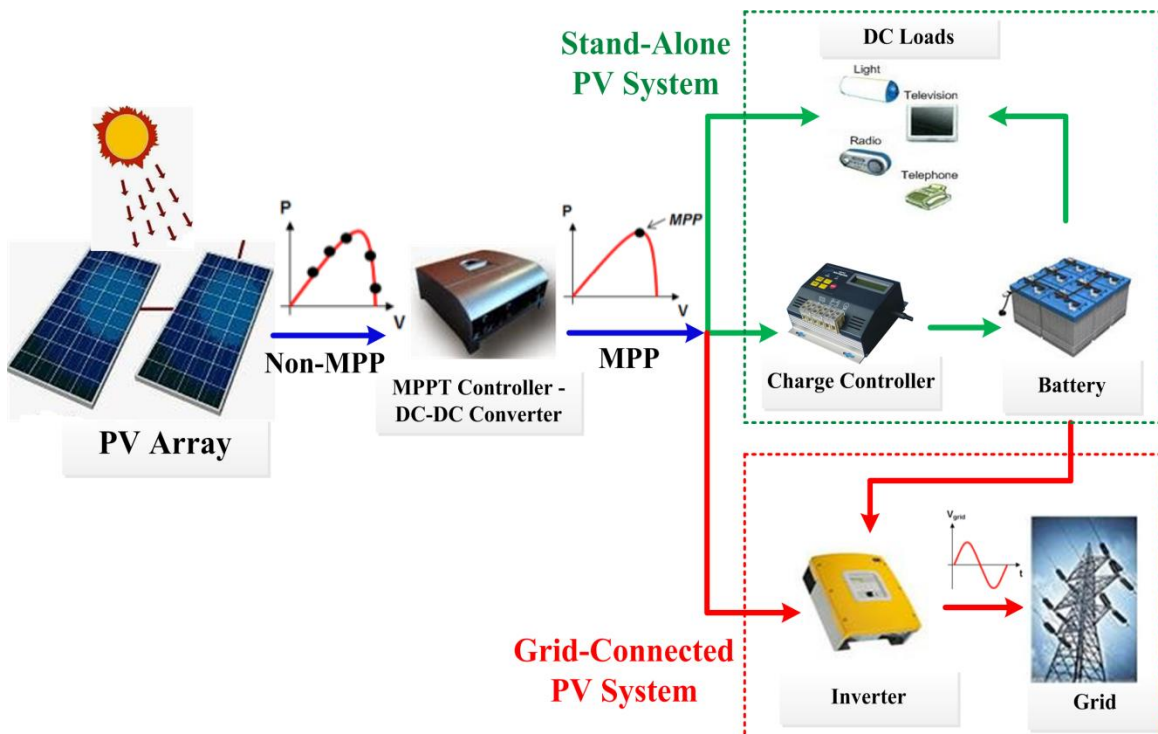 Stand-Alone
PV System
DC Loads
Light
Television
Radio
Telephone
P
V
Non-MPP
MPPT Controller -
DC-DC Converter
P
MPP
V
MPP
PV Array
Charge Controller
Battery
Grid-Connected
PV System
Vgrid
t
Inverter
Grid